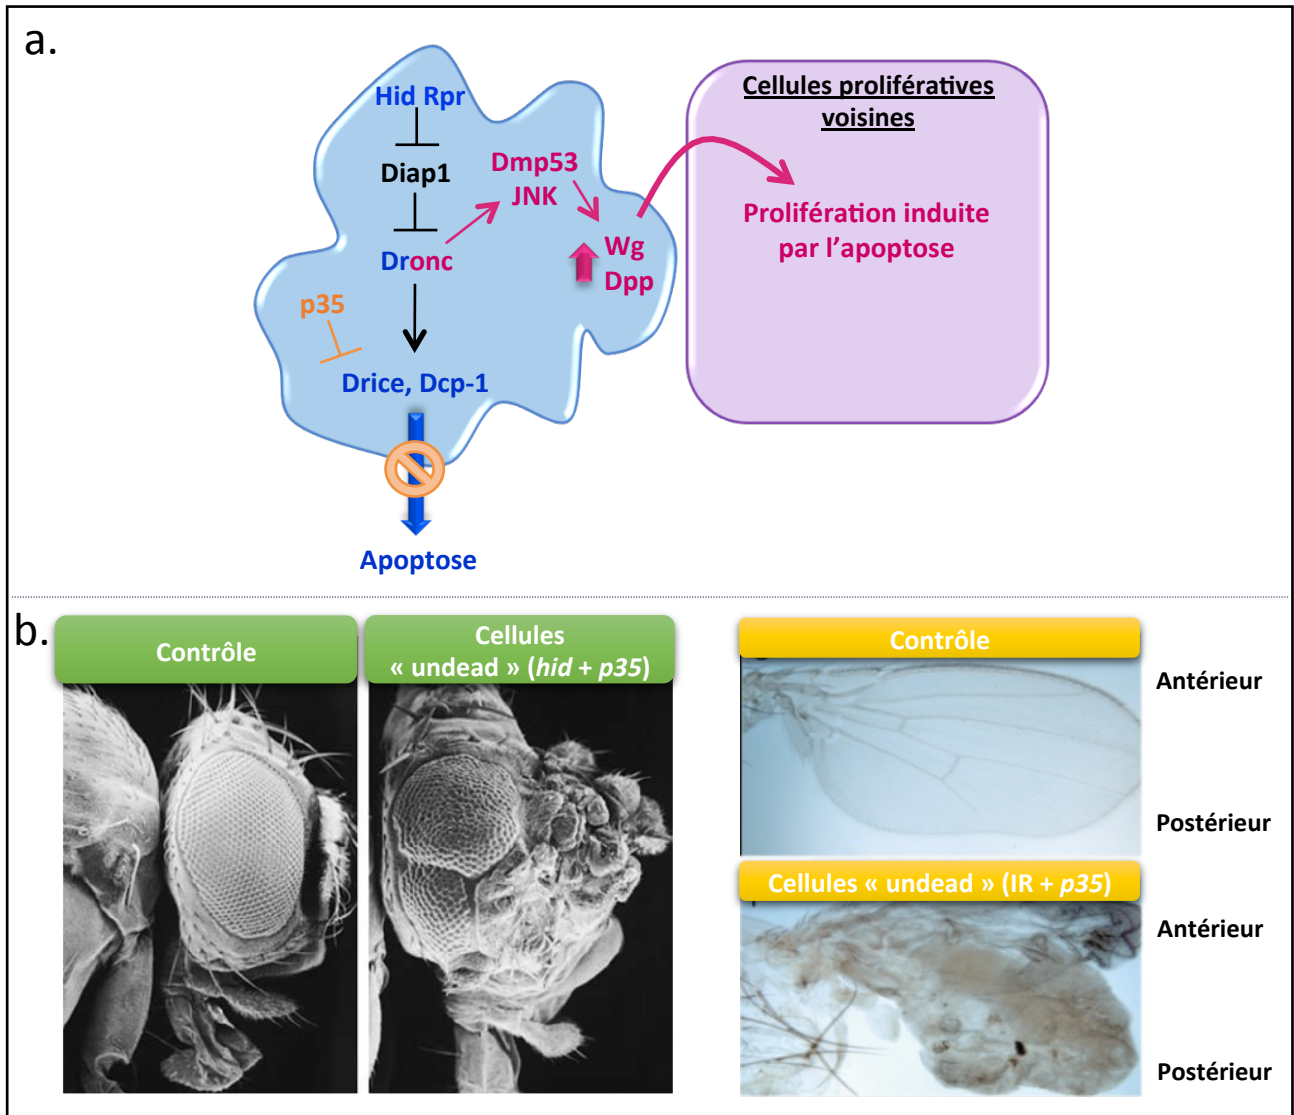 a.
Hid Rpr
Diap1
Dronc
Dmp53
JNK
Wg
Dpp
p35
Drice, Dcp-1
Apoptose
Cellules prolifératives
voisines
Prolifération induite
par l’apoptose
b.
Contrôle
Cellules
« undead » (hid + p35)
Contrôle
Antérieur
Postérieur
Cellules « undead » (IR + p35)
Antérieur
Postérieur